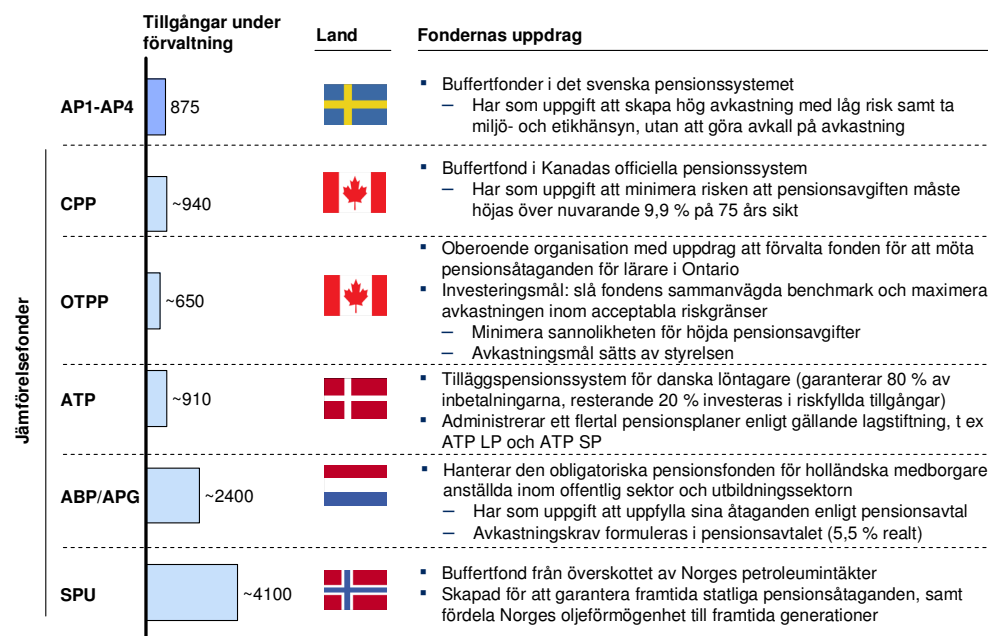 Tillgångar under
förvaltning
Land
Fondernas uppdrag
AP1-AP4
875
▪ Buffertfonder i det svenska pensionssystemet
– Har som uppgift att skapa hög avkastning med låg risk samt ta
miljö- och etikhänsyn, utan att göra avkall på avkastning
Jämförelsefonder
CPP
~940
▪ Buffertfond i Kanadas officiella pensionssystem
– Har som uppgift att minimera risken att pensionsavgiften måste
höjas över nuvarande 9,9 % på 75 års sikt
OTPP
~650
▪ Oberoende organisation med uppdrag att förvalta fonden för att möta
pensionsåtaganden för lärare i Ontario
▪ Investeringsmål: slå fondens sammanvägda benchmark och maximera
avkastningen inom acceptabla riskgränser
– Minimera sannolikheten för höjda pensionsavgifter
– Avkastningsmål sätts av styrelsen
ATP
~910
▪ Tilläggspensionssystem för danska löntagare (garanterar 80 % av
inbetalningarna, resterande 20 % investeras i riskfyllda tillgångar)
▪ Administrerar ett flertal pensionsplaner enligt gällande lagstiftning, t ex
ATP LP och ATP SP
ABP/APG
~2400
▪ Hanterar den obligatoriska pensionsfonden för holländska medborgare
anställda inom offentlig sektor och utbildningssektorn
– Har som uppgift att uppfylla sina åtaganden enligt pensionsavtal
– Avkastningskrav formuleras i pensionsavtalet (5,5 % realt)
SPU
~4100
▪ Buffertfond från överskottet av Norges petroleumintäkter
▪ Skapad för att garantera framtida statliga pensionsåtaganden, samt
fördela Norges oljeförmögenhet till framtida generationer